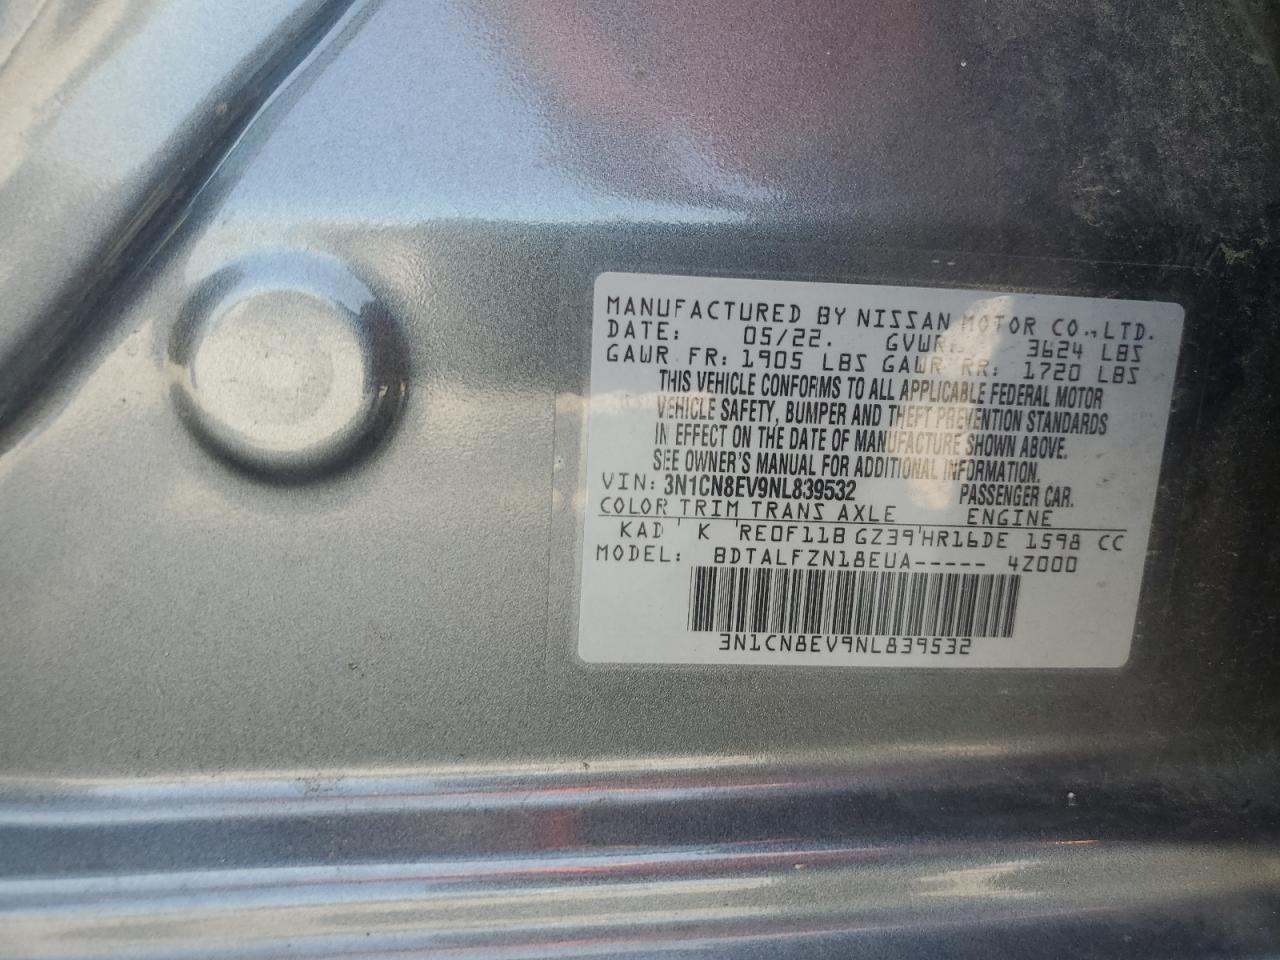 MANUFACTURED BY NISSAN MOTOR CO.,LTD.
DATE: 05/22. GVWR: 3624 LBS
GAWR FR: 1905 LBS GAWR RR: 1720 LBS
THIS VEHICLE CONFORMS TO ALL APPLICABLE FEDERAL MOTOR
VEHICLE SAFETY, BUMPER AND THEFT PREVENTION STANDARDS
IN EFFECT ON THE DATE OF MANUFACTURE SHOWN ABOVE.
SEE OWNER'S MANUAL FOR ADDITIONAL INFORMATION.
VIN: 3N1CN8EV9NL839532 PASSENGER CAR.
COLOR TRIM TRANS AXLE ENGINE
KAD ' K 'RE0F11B GZ39'HR16DE 1598 CC
MODEL: BDTALFZN18EUA----- 4Z000
3N1CN8EV9NL839532